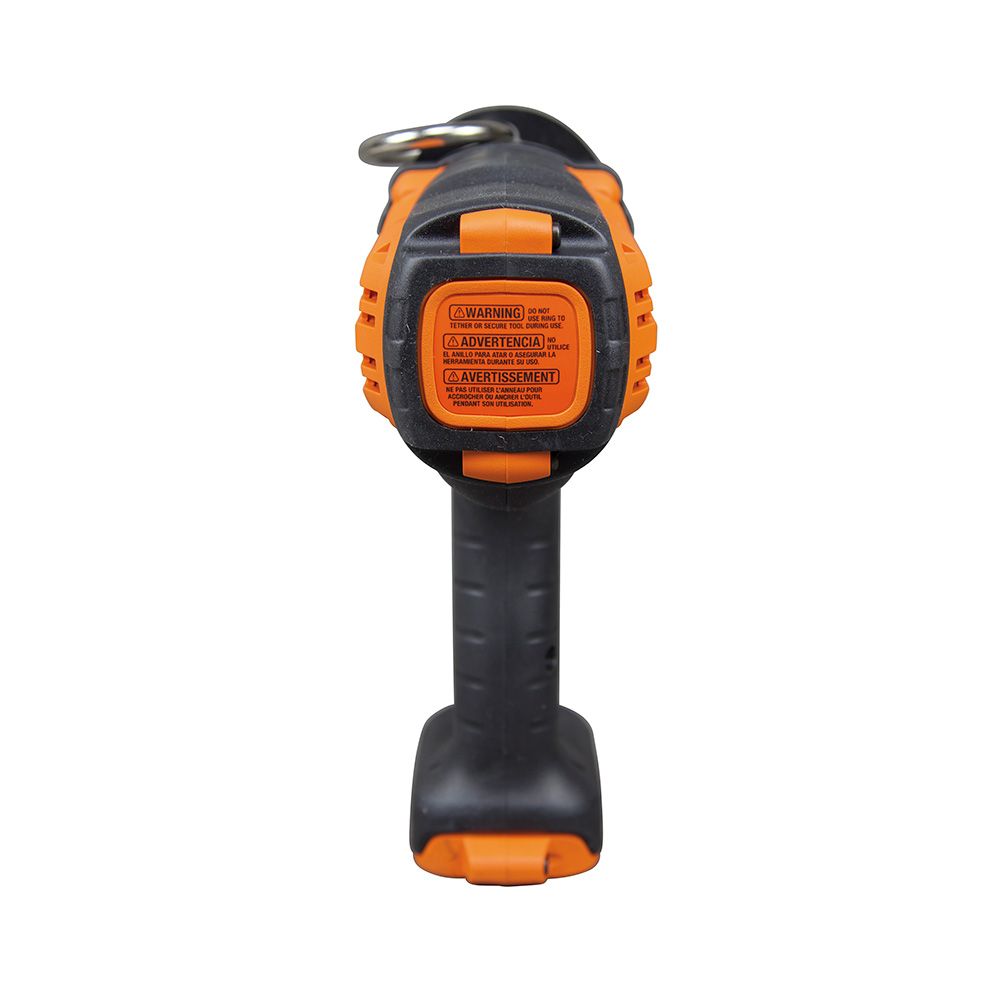 ⚠WARNING DO NOT
USE RING TO
TETHER OR SECURE TOOL DURING USE.
⚠ADVERTENCIA NO
UTILICE
EL ANILLO PARA ATAR O ASEGURAR LA
HERRAMIENTA DURANTE SU USO.
⚠AVERTISSEMENT
NE PAS UTILISER L'ANNEAU POUR
ACCROCHER OU ANCRER L'OUTIL
PENDANT SON UTILISATION.